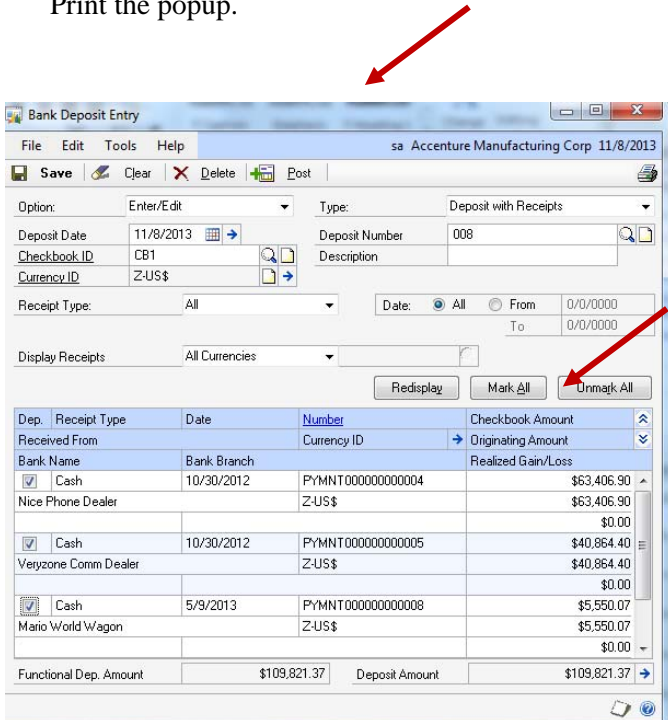 Print the popup.
Bank Deposit Entry
File Edit Tools Help sa Accenture Manufacturing Corp 11/8/2013
Save Clear Delete Post
Option: Enter/Edit Type: Deposit with Receipts
Deposit Date 11/8/2013 Deposit Number 008
Checkbook ID CB1 Description
Currency ID Z-US$
Receipt Type: All Date: All From 0/0/0000
To 0/0/0000
Display Receipts All Currencies
Redisplay Mark All Unmark All
Dep. Receipt Type Date Number Checkbook Amount
Received From Currency ID Originating Amount
Bank Name Bank Branch Realized Gain/Loss
Cash 10/30/2012 PYMNT000000000004 $63,406.90
Nice Phone Dealer Z-US$ $63,406.90
$0.00
Cash 10/30/2012 PYMNT000000000005 $40,864.40
Veryzone Comm Dealer Z-US$ $40,864.40
$0.00
Cash 5/9/2013 PYMNT000000000008 $5,550.07
Mario World Wagon Z-US$ $5,550.07
$0.00
Functional Dep. Amount $109,821.37 Deposit Amount $109,821.37